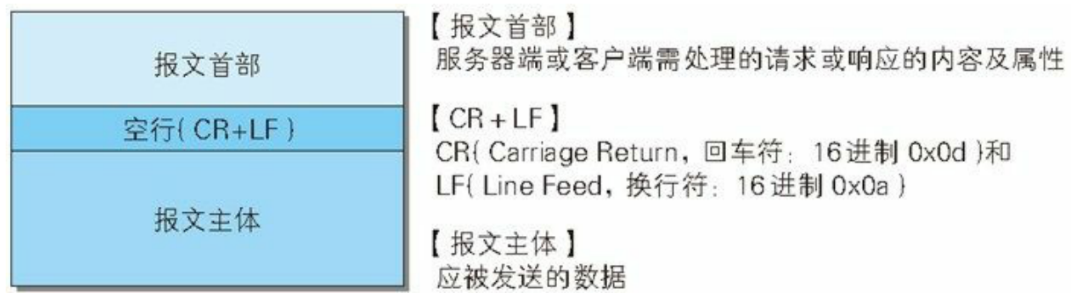 报文首部
空行( CR+LF )
报文主体
【报文首部】
服务器端或客户端需处理的请求或响应的内容及属性
【CR + LF】
CR( Carriage Return，回车符：16进制 0x0d )和
LF( Line Feed，换行符：16进制 0x0a )
【报文主体】
应被发送的数据